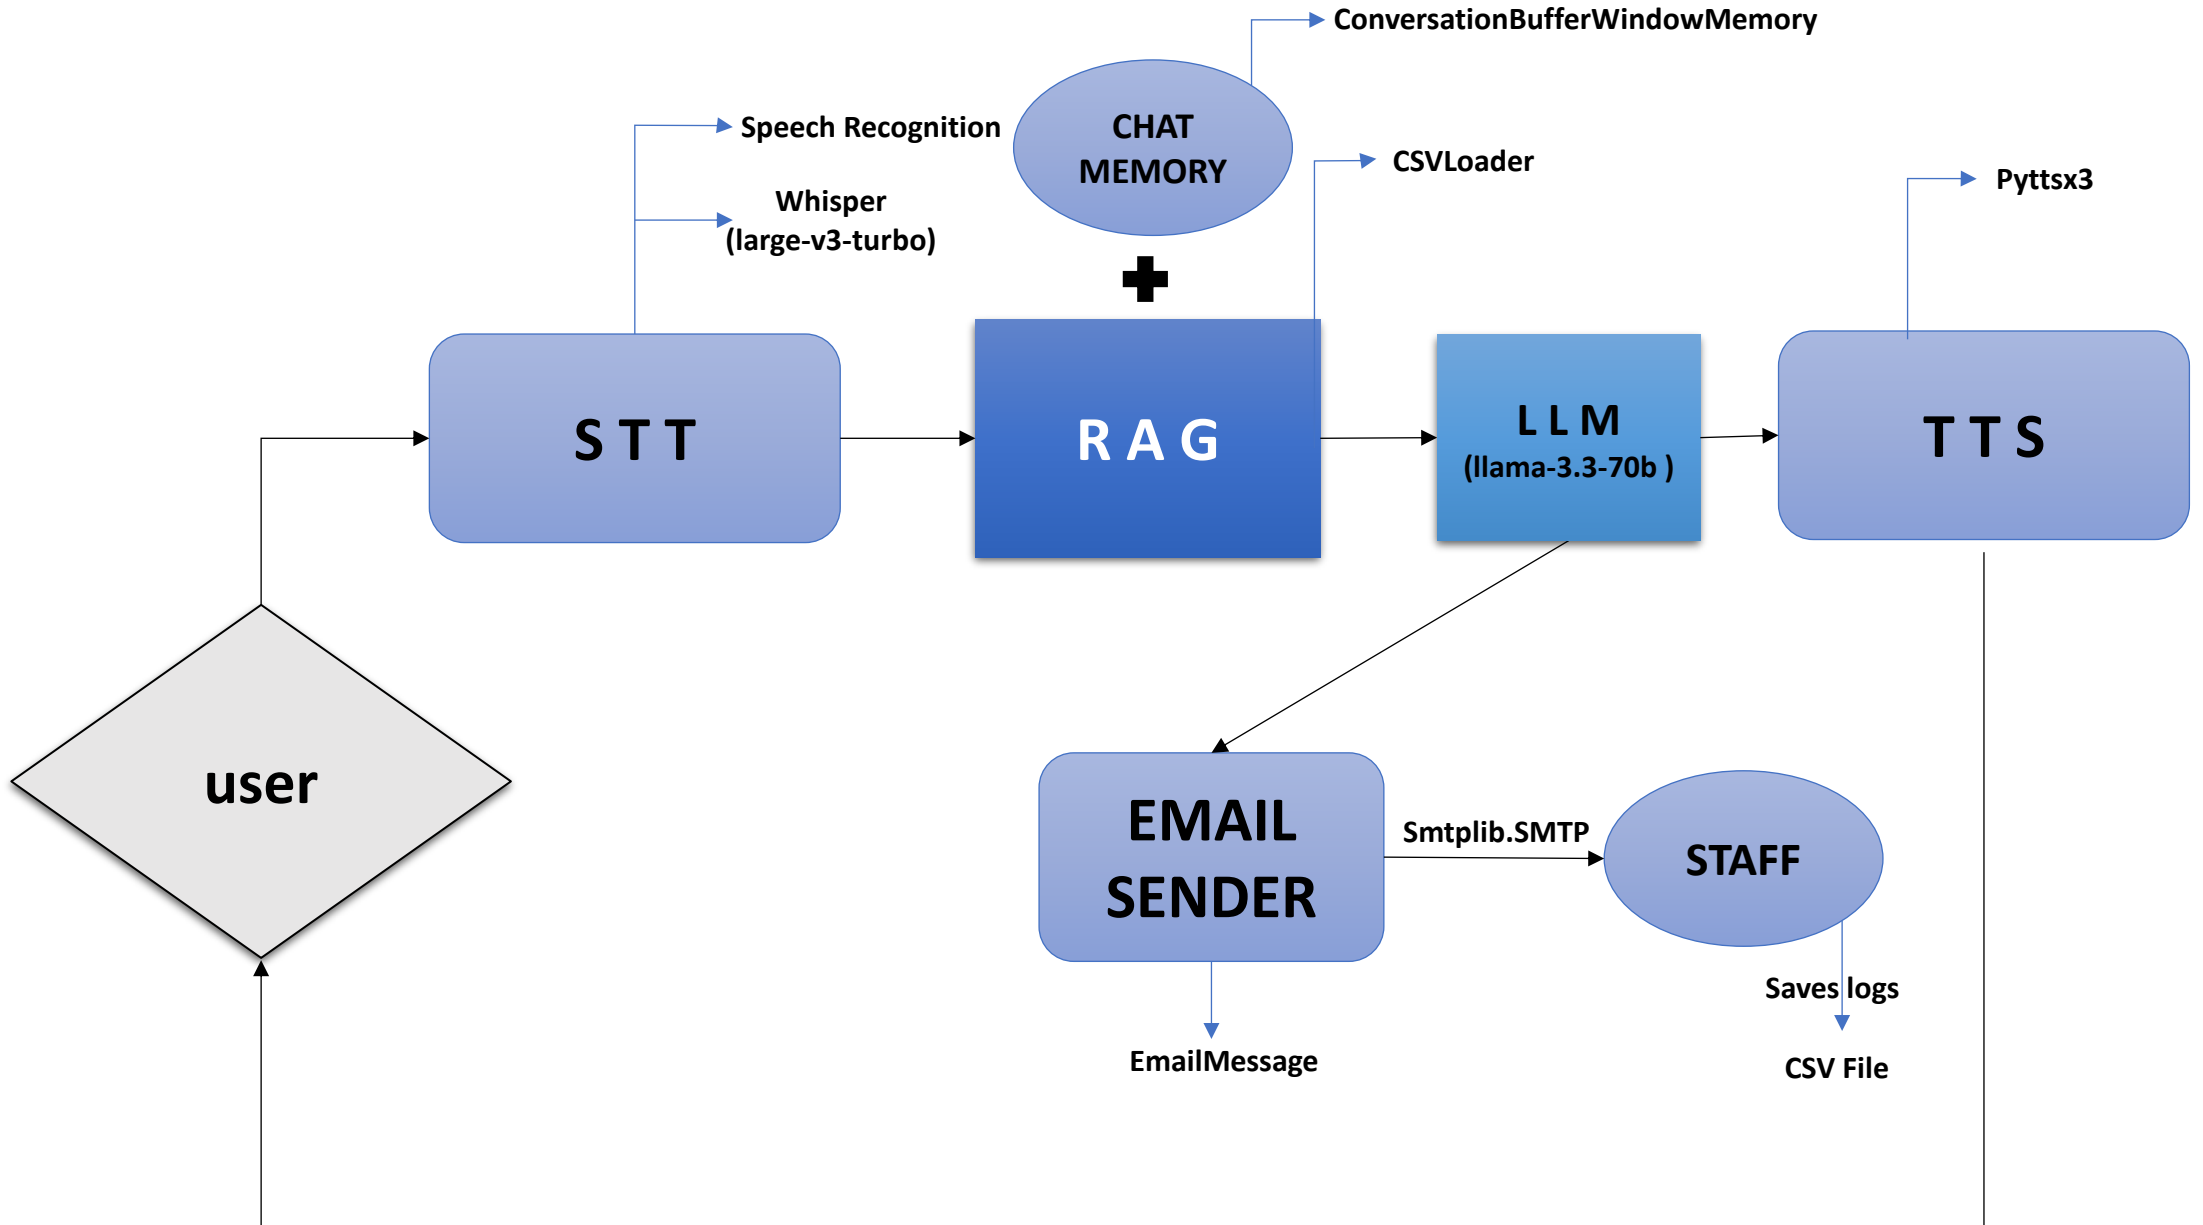 ConversationBufferWindowMemory
CHAT
MEMORY
Speech Recognition
CSVLoader
Pyttsx3
Whisper
(large-v3-turbo)
S T T
R A G
L L M
(llama-3.3-70b )
T T S
user
EMAIL
SENDER
Smtplib.SMTP
STAFF
Saves logs
EmailMessage
CSV File